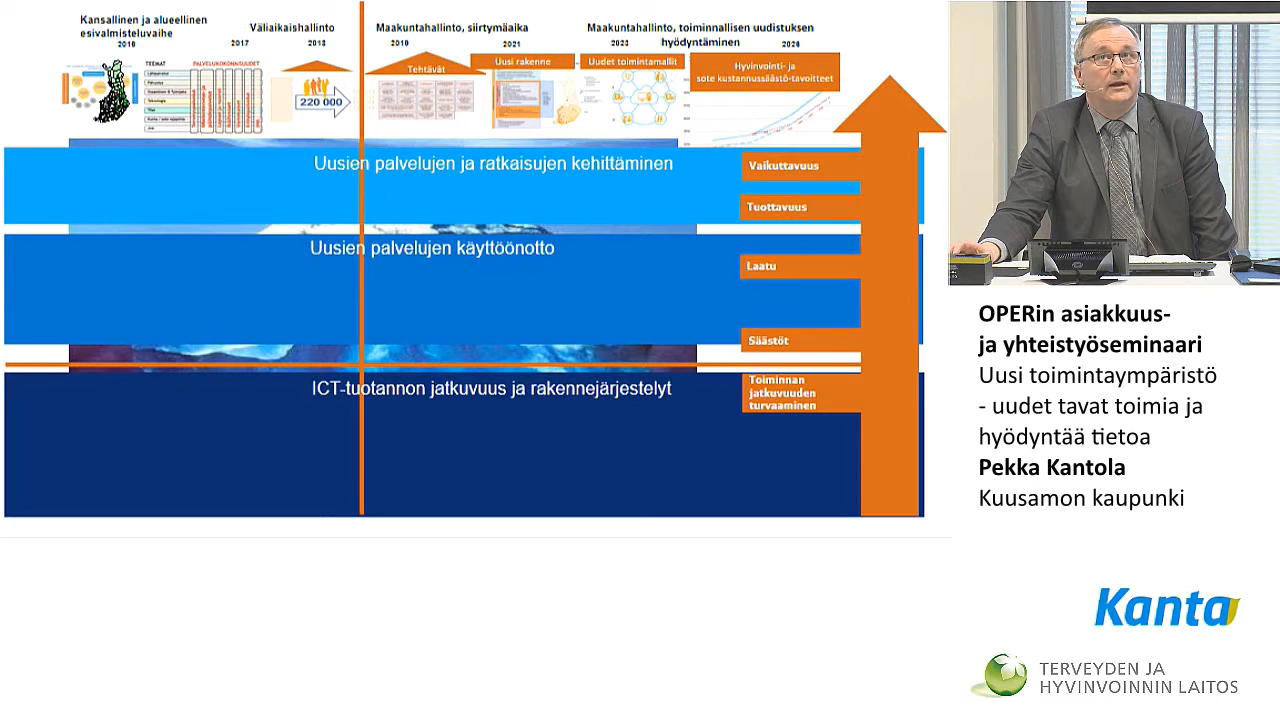 Kansallinen ja alueellinen
esivalmisteluvaihe
2016
2017
Väliaikaishallinto
2018
Maakuntahallinto, siirtymäaika
2019
2021
Maakuntahallinto, toiminnallisen uudistuksen
hyödyntäminen
TEEMAT
PALVELUKOKONAISUUDET
220 000
Tehtävät
Uusi rakenne
Uudet toimintamallit
Hyvinvointi- ja
sote kustannussäästö-tavoitteet
Uusien palvelujen ja ratkaisujen kehittäminen
Vaikuttavuus
Tuottavuus
Uusien palvelujen käyttöönotto
Laatu
Säästöt
ICT-tuotannon jatkuvuus ja rakennejärjestelyt
Toiminnan
jatkuvuuden
turvaaminen
OPERin asiakkuus-
ja yhteistyöseminaari
Uusi toimintaympäristö
- uudet tavat toimia ja
hyödyntää tietoa
Pekka Kantola
Kuusamon kaupunki
Kanta
TERVEYDEN JA
HYVINVOINNIN LAITOS